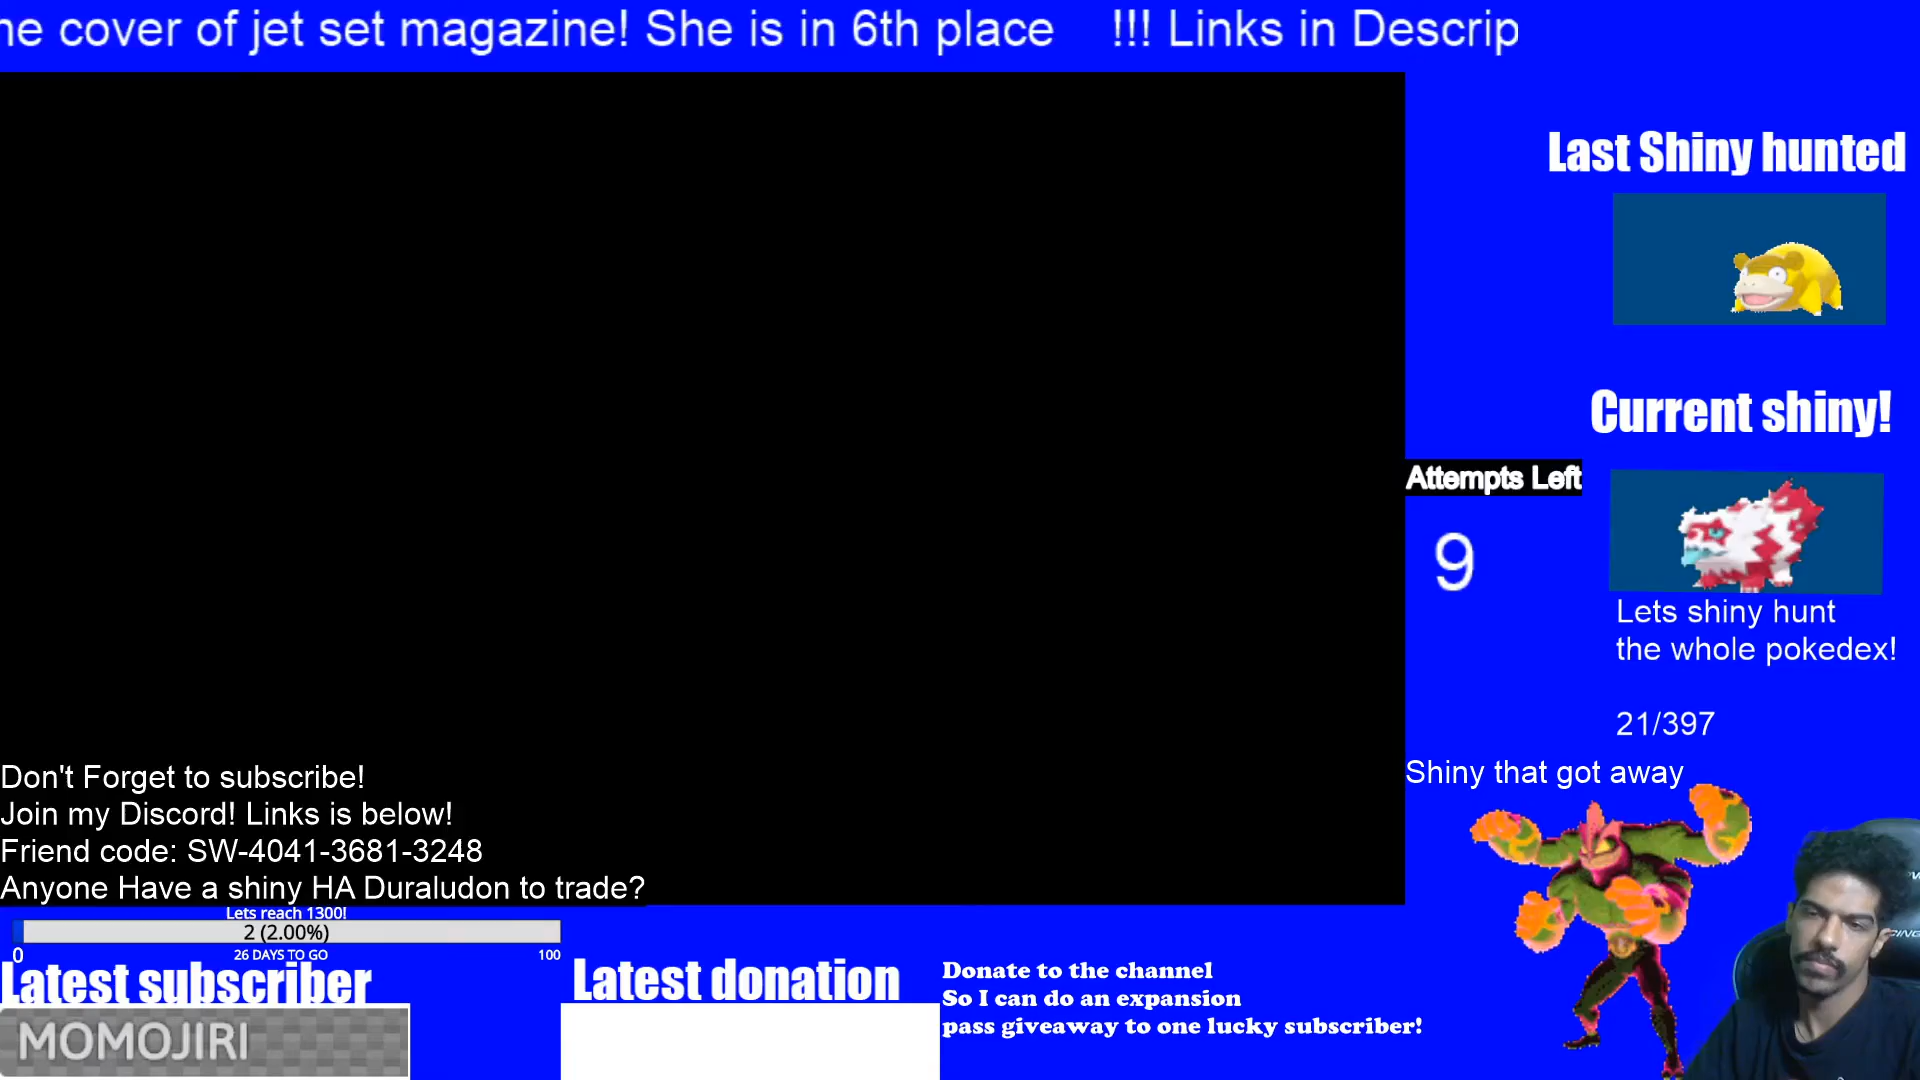 ne cover of jet set magazine! She is in 6th place !!! Links in Descrip
Last Shiny hunted
Current shiny!
Attempts Left
9
Lets shiny hunt
the whole pokedex!
21/397
Shiny that got away
Don't Forget to subscribe!
Join my Discord! Links is below!
Friend code: SW-4041-3681-3248
Anyone Have a shiny HA Duraludon to trade?
Lets reach 1300!
2 (2.00%)
0 26 DAYS TO GO 100
Latest subscriber
MOMOJIRI
Latest donation
Donate to the channel
So I can do an expansion
pass giveaway to one lucky subscriber!